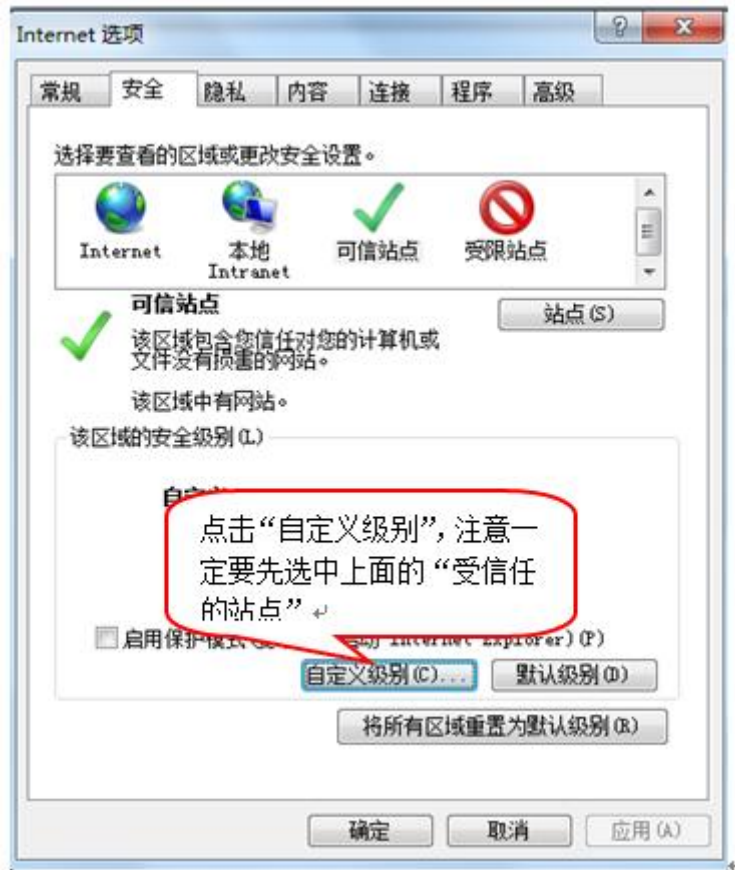 Internet 选项
常规 安全 隐私 内容 连接 程序 高级
选择要查看的区域或更改安全设置。
Internet 本地 Intranet 可信站点 受限站点
可信站点
站点(S)
该区域包含您信任对您的计算机或
文件没有损害的网站。
该区域中有网站。
该区域的安全级别(L)
点击“自定义级别”，注意一
定要先选中上面的“受信任
的站点”
启用保护模式 Internet Explorer)(P)
自定义级别(C)... 默认级别(D)
将所有区域重置为默认级别(R)
确定 取消 应用(A)